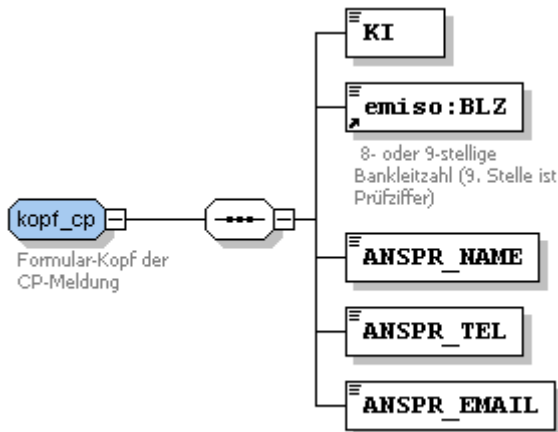 KI
emiso:BLZ
8- oder 9-stellige
Bankleitzahl (9. Stelle ist
Prüfziffer)
kopf_cp
Formular-Kopf der
CP-Meldung
ANSPR_NAME
ANSPR_TEL
ANSPR_EMAIL